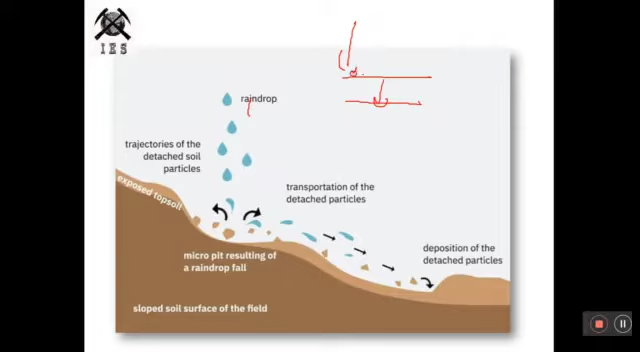 IES
raindrop
trajectories of the
detached soil
particles
exposed topsoil
transportation of the
detached particles
micro pit resulting of
a raindrop fall
deposition of the
detached particles
sloped soil surface of the field